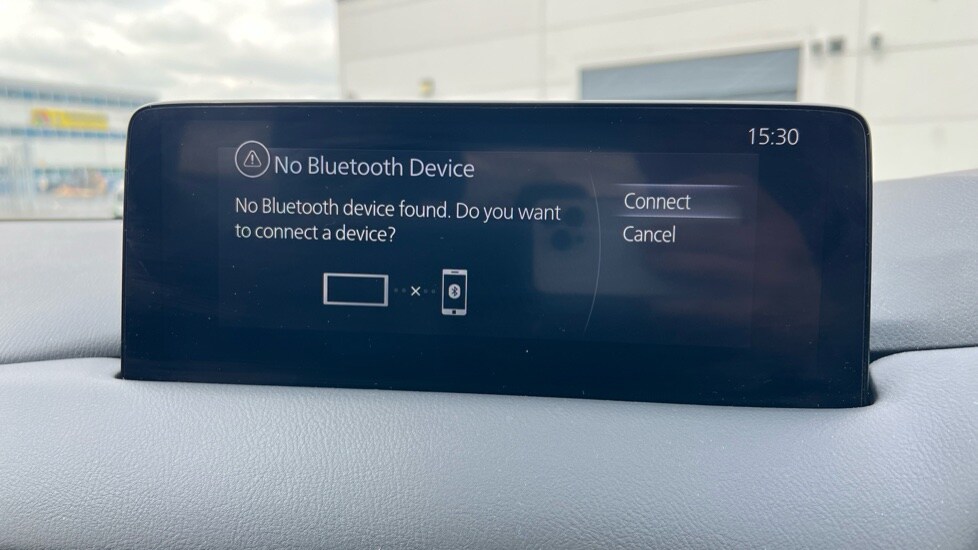 15:30
No Bluetooth Device
No Bluetooth device found. Do you want
to connect a device?
Connect
Cancel